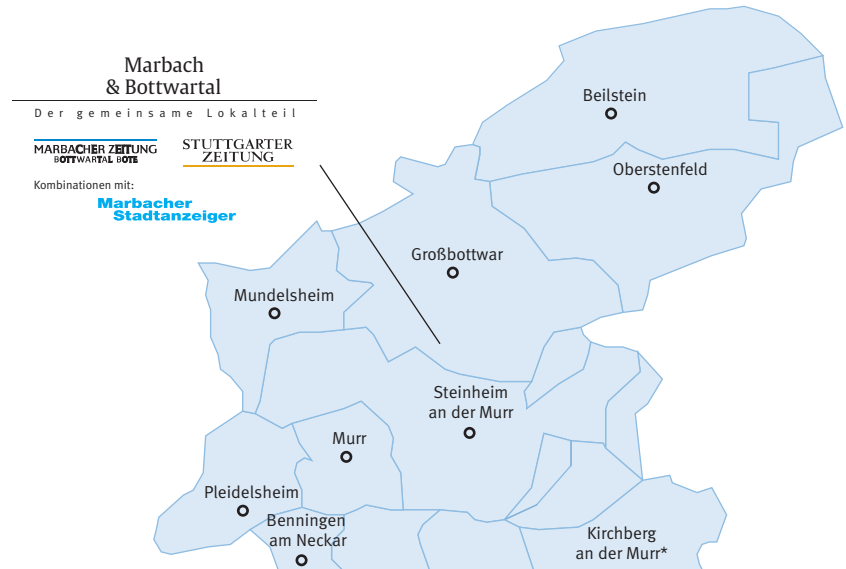 Marbach
& Bottwartal
Der gemeinsame Lokalteil
MARBACHER ZEITUNG
BOTTWARTAL BOTE
STUTTGARTER
ZEITUNG
Kombinationen mit:
Marbacher
Stadtanzeiger
Beilstein
Oberstenfeld
Großbottwar
Mundelsheim
Steinheim
an der Murr
Murr
Pleidelsheim
Benningen
am Neckar
Kirchberg
an der Murr*